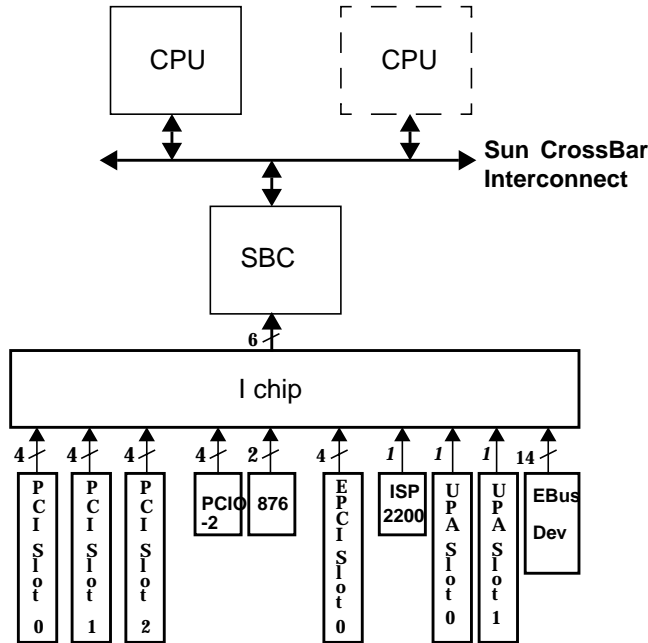 CPU
CPU
Sun CrossBar
Interconnect
SBC
6
I chip
4
4
4
4
2
4
1
1
1
14
PCI Slot 0
PCI Slot 1
PCI Slot 2
PCIO
-2
876
EPCI Slot 0
ISP
2200
UPA Slot 0
UPA Slot 1
EBus
Dev